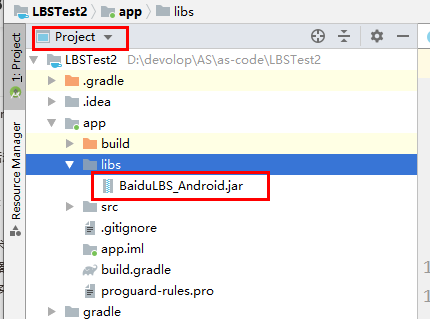 LBSTest2 app libs
Project
LBSTest2 D:\devolop\AS\as-code\LBSTest2
.gradle
.idea
app
build
libs
BaiduLBS_Android.jar
src
.gitignore
app.iml
build.gradle
proguard-rules.pro
gradle
1: Project
Resource Manager